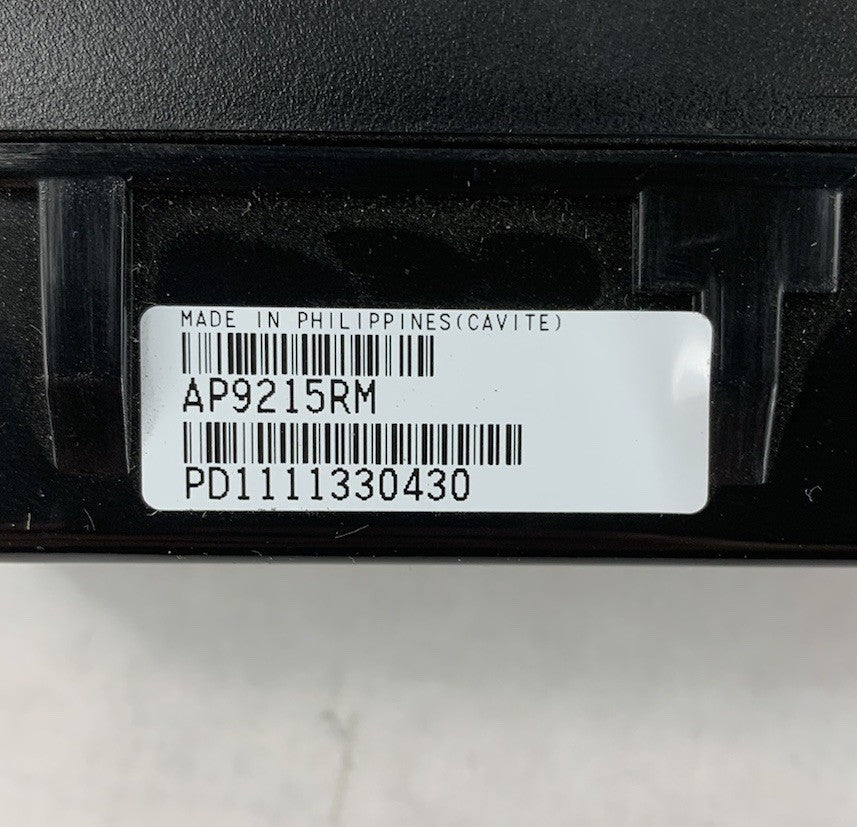 MADE IN PHILIPPINES(CAVITE)
AP9215RM
PD1111330430